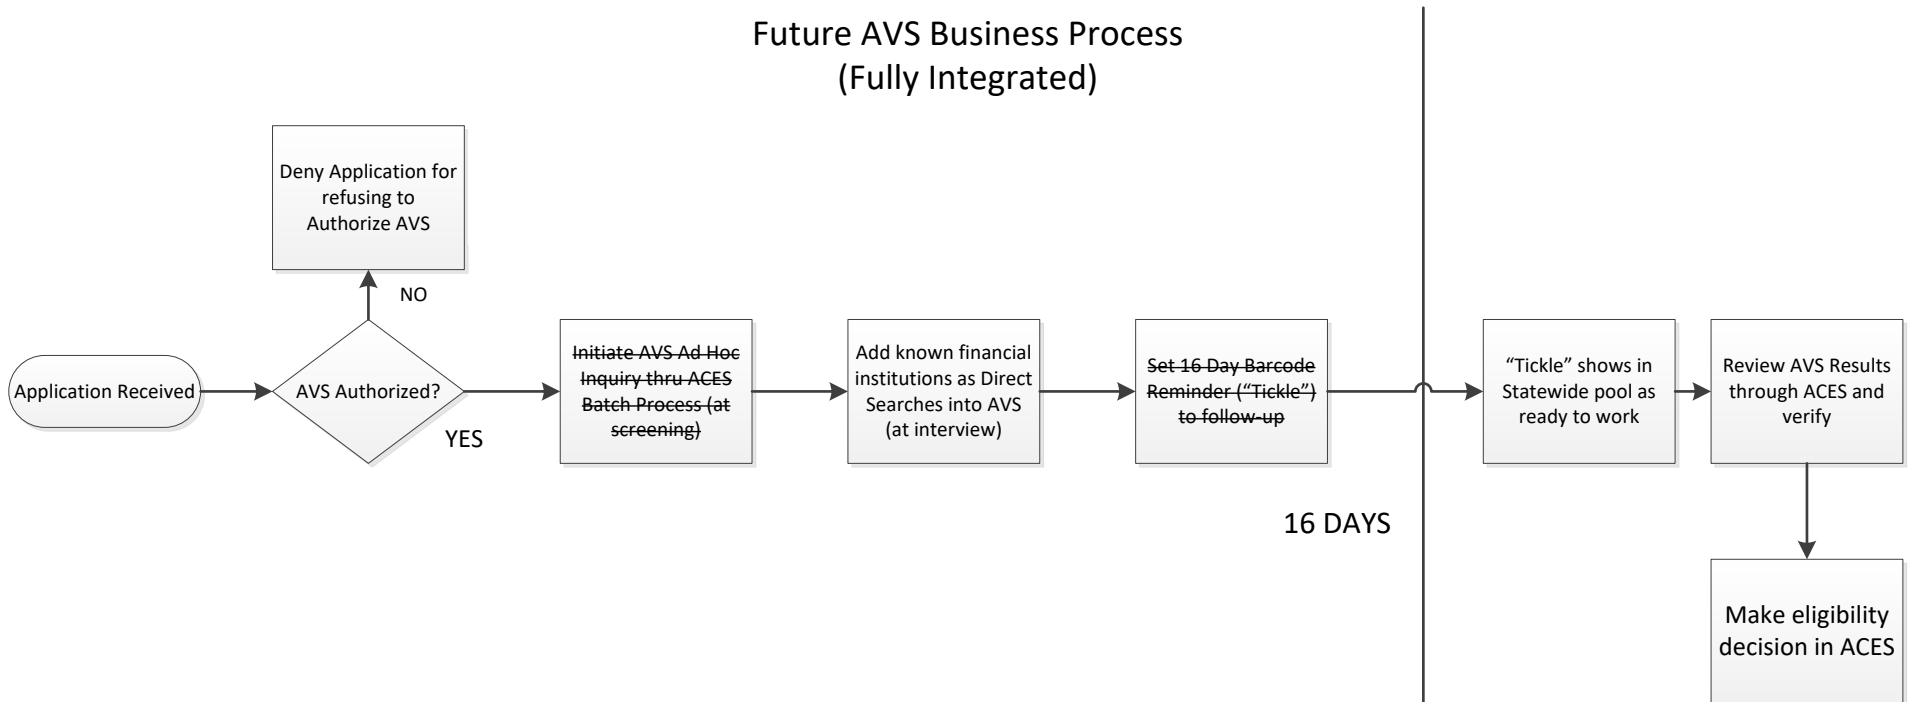 Future AVS Business Process
(Fully Integrated)
Deny Application for
refusing to
Authorize AVS
NO
Application Received
AVS Authorized?
YES
Initiate AVS Ad Hoc
Inquiry thru ACES
Batch Process (at
screening)
Add known financial
institutions as Direct
Searches into AVS
(at interview)
Set 16 Day Barcode
Reminder (“Tickle”)
to follow-up
16 DAYS
“Tickle” shows in
Statewide pool as
ready to work
Review AVS Results
through ACES and
verify
Make eligibility
decision in ACES